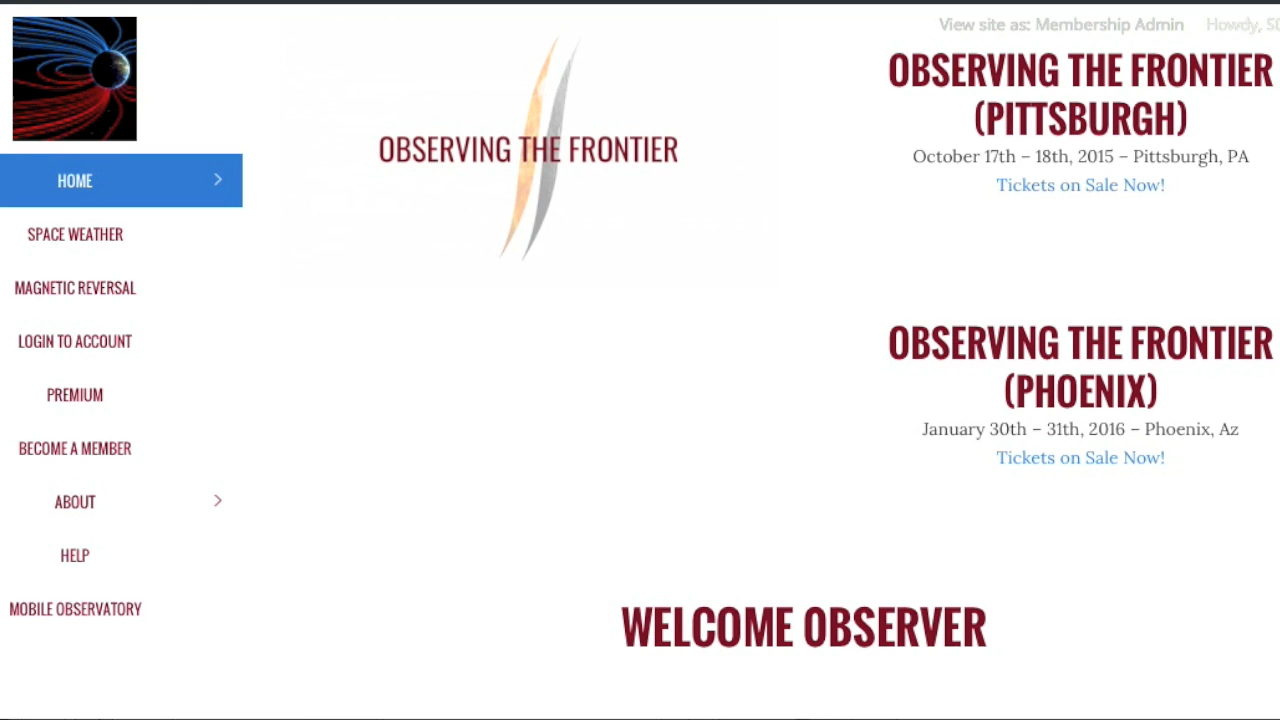 View site as: Membership Admin Howdy,
HOME
SPACE WEATHER
MAGNETIC REVERSAL
LOGIN TO ACCOUNT
PREMIUM
BECOME A MEMBER
ABOUT
HELP
MOBILE OBSERVATORY
OBSERVING THE FRONTIER
OBSERVING THE FRONTIER
(PITTSBURGH)
October 17th – 18th, 2015 – Pittsburgh, PA
Tickets on Sale Now!
OBSERVING THE FRONTIER
(PHOENIX)
January 30th – 31th, 2016 – Phoenix, Az
Tickets on Sale Now!
WELCOME OBSERVER